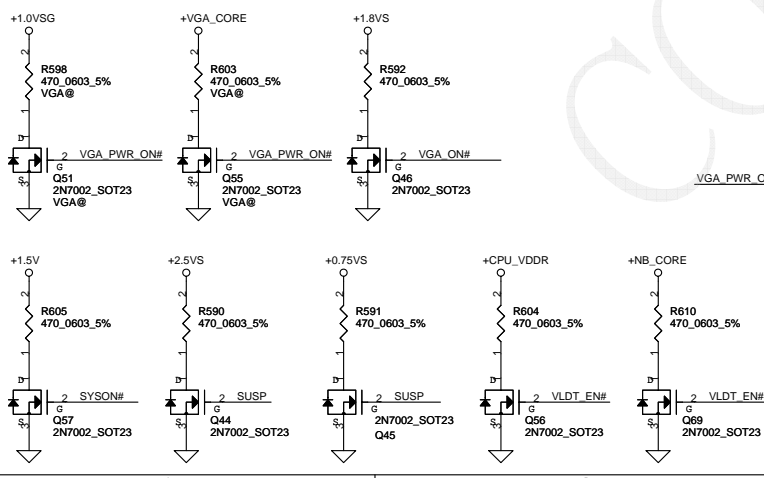 +1.0VSG
+VGA_CORE
+1.8VS
2
2
2
R598
470_0603_5%
VGA@
R603
470_0603_5%
VGA@
R592
470_0603_5%
1
1
1
D
D
D
2 VGA_PWR_ON#
2 VGA_PWR_ON#
2 VGA_ON#
G
G
G
S
3
S
3
S
3
Q51
2N7002_SOT23
VGA@
Q55
2N7002_SOT23
VGA@
Q46
2N7002_SOT23
VGA_PWR_O
+1.5V
+2.5VS
+0.75VS
+CPU_VDDR
+NB_CORE
2
2
2
2
2
R605
470_0603_5%
R590
470_0603_5%
R591
470_0603_5%
R604
470_0603_5%
R610
470_0603_5%
1
1
1
1
1
D
D
D
D
D
2 SYSON#
2 SUSP
2 SUSP
2 VLDT_EN#
2 VLDT_EN#
G
G
G
G
G
S
3
S
3
S
3
S
3
S
3
Q57
2N7002_SOT23
Q44
2N7002_SOT23
2N7002_SOT23
Q45
Q56
2N7002_SOT23
Q69
2N7002_SOT23